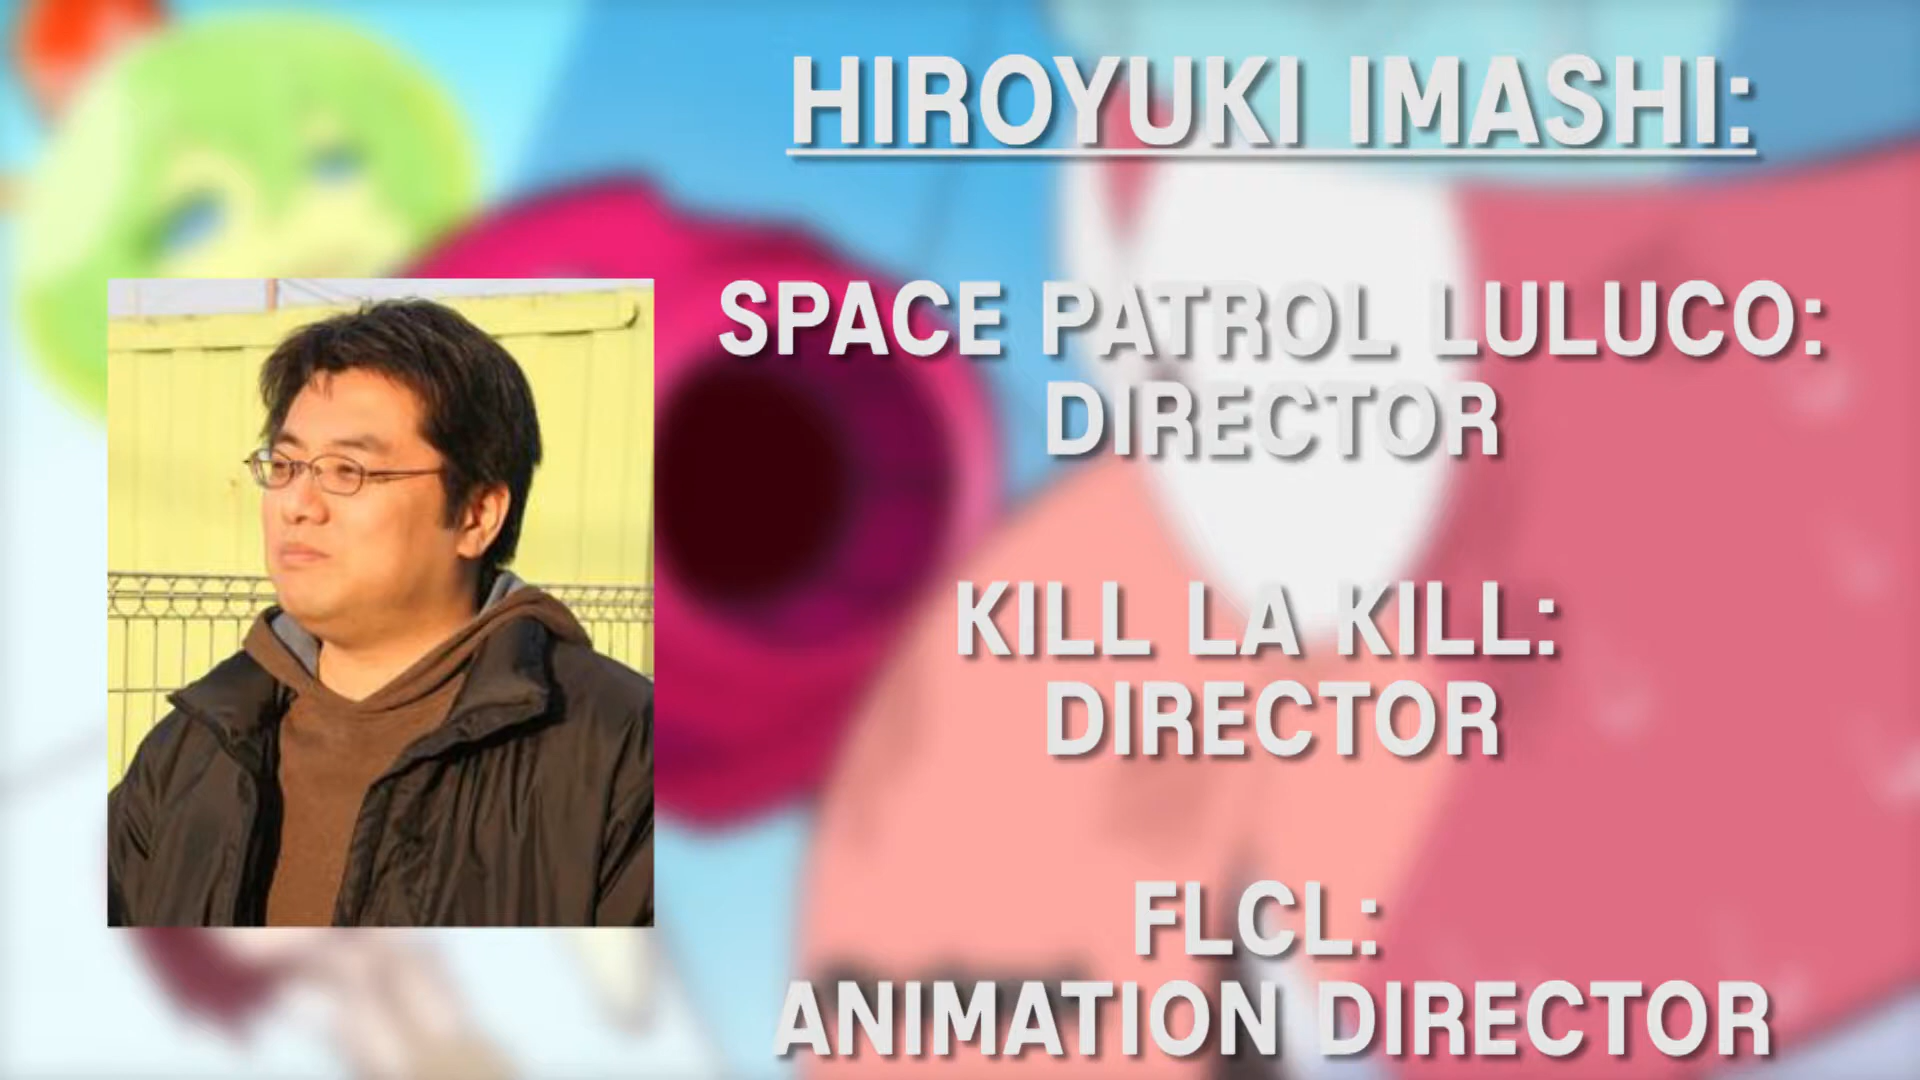 HIROYUKI IMASHI:
SPACE PATROL LULUCO:
DIRECTOR
KILL LA KILL:
DIRECTOR
FLCL:
ANIMATION DIRECTOR